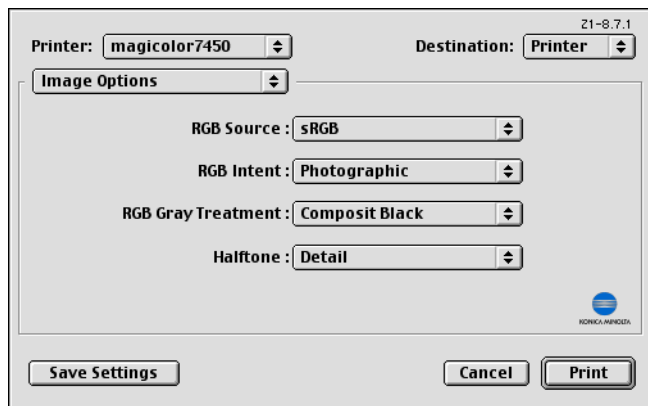 Z1-8.7.1
Printer: magicolor7450 Destination: Printer
Image Options
RGB Source : sRGB
RGB Intent : Photographic
RGB Gray Treatment : Composit Black
Halftone : Detail
KONICA MINOLTA
Save Settings Cancel Print